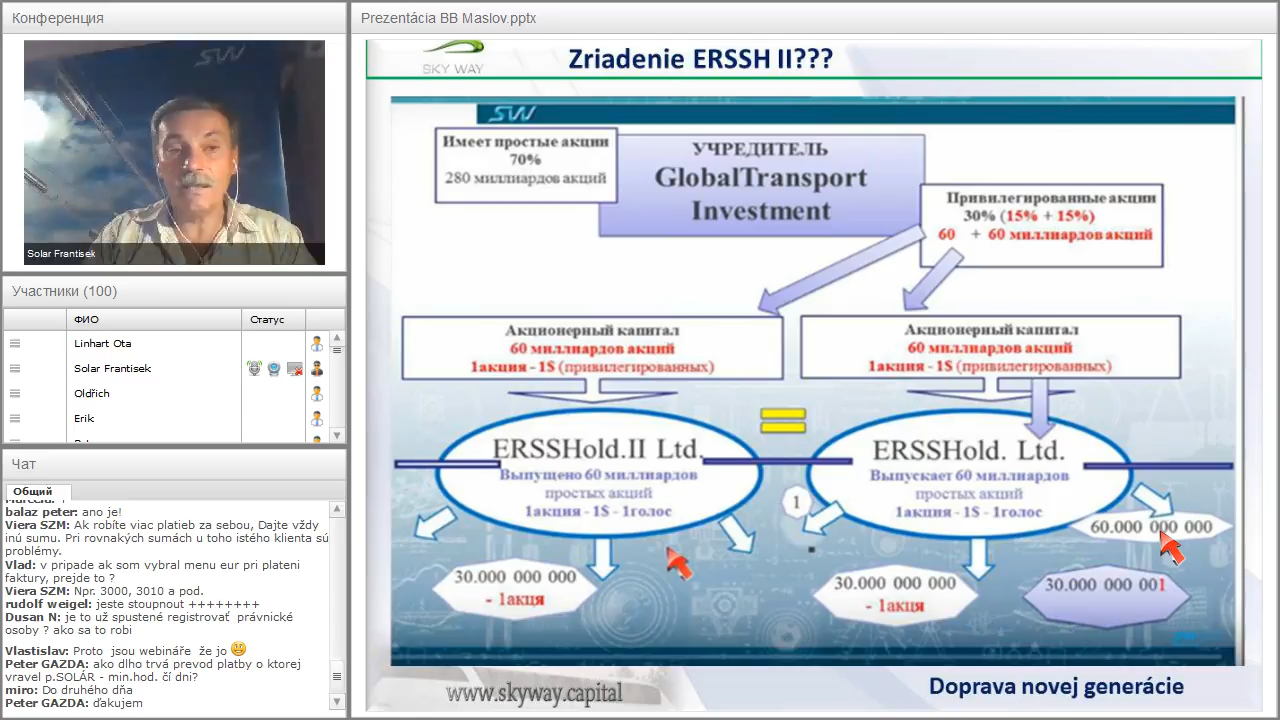 Конференция
Solar Frantisek
Участники (100)
ФИО
Статус
Linhart Ota
Solar Frantisek
Oldřich
Erik
Чат
Общий
balaz peter: ano je!
Viera SZM: Ak robíte viac platieb za sebou, Dajte vždy
inu sumu. Pri rovnakých sumách u toho istého klienta sú
problémy.
Vlad: v pripade ak som vybral menu eur pri plateni
faktury, prejde to ?
Viera SZM: Npr. 3000, 3010 a pod.
rudolf weigel: jeste stoupnout ++++++++
Dusan N: je to už spustené registrovať právnické
osoby ? ako sa to robi
Vlastislav: Proto jsou webináře že jo
Peter GAZDA: ako dlho trvá prevod platby o ktorej
vravel p.SOLÁR - min.hod. čí dni?
miro: Do druhého dňa
Peter GAZDA: ďakujem
Prezentácia BB Maslov.pptx
SKY WAY
Zriadenie ERSSH II???
SW
Имеет простые акции
70%
280 миллиардов акций
УЧРЕДИТЕЛЬ
GlobalTransport
Investment
Привилегированные акции
30% (15% + 15%)
60 + 60 миллиардов акций
Акционерный капитал
60 миллиардов акций
1акция - 1$ (привилегированных)
Акционерный капитал
60 миллиардов акций
1акция - 1$ (привилегированных)
ERSSHold.II Ltd.
Выпущено 60 миллиардов
простых акций
1акция - 1$ - 1голос
ERSSHold. Ltd.
Выпускает 60 миллиардов
простых акций
1акция - 1$ - 1голос
1
60.000 000 000
30.000 000 000
- 1акця
30.000 000 000
- 1акця
30.000 000 001
www.skyway.capital
Doprava novej generácie